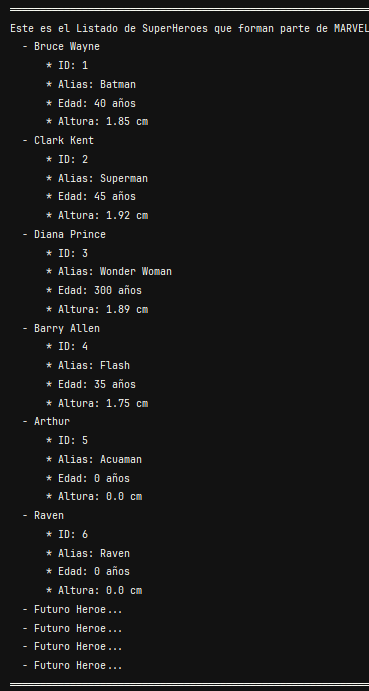 Este es el Listado de SuperHeroes que forman parte de MARVEL
- Bruce Wayne
* ID: 1
* Alias: Batman
* Edad: 40 años
* Altura: 1.85 cm
- Clark Kent
* ID: 2
* Alias: Superman
* Edad: 45 años
* Altura: 1.92 cm
- Diana Prince
* ID: 3
* Alias: Wonder Woman
* Edad: 300 años
* Altura: 1.89 cm
- Barry Allen
* ID: 4
* Alias: Flash
* Edad: 35 años
* Altura: 1.75 cm
- Arthur
* ID: 5
* Alias: Acuaman
* Edad: 0 años
* Altura: 0.0 cm
- Raven
* ID: 6
* Alias: Raven
* Edad: 0 años
* Altura: 0.0 cm
- Futuro Heroe...
- Futuro Heroe...
- Futuro Heroe...
- Futuro Heroe...